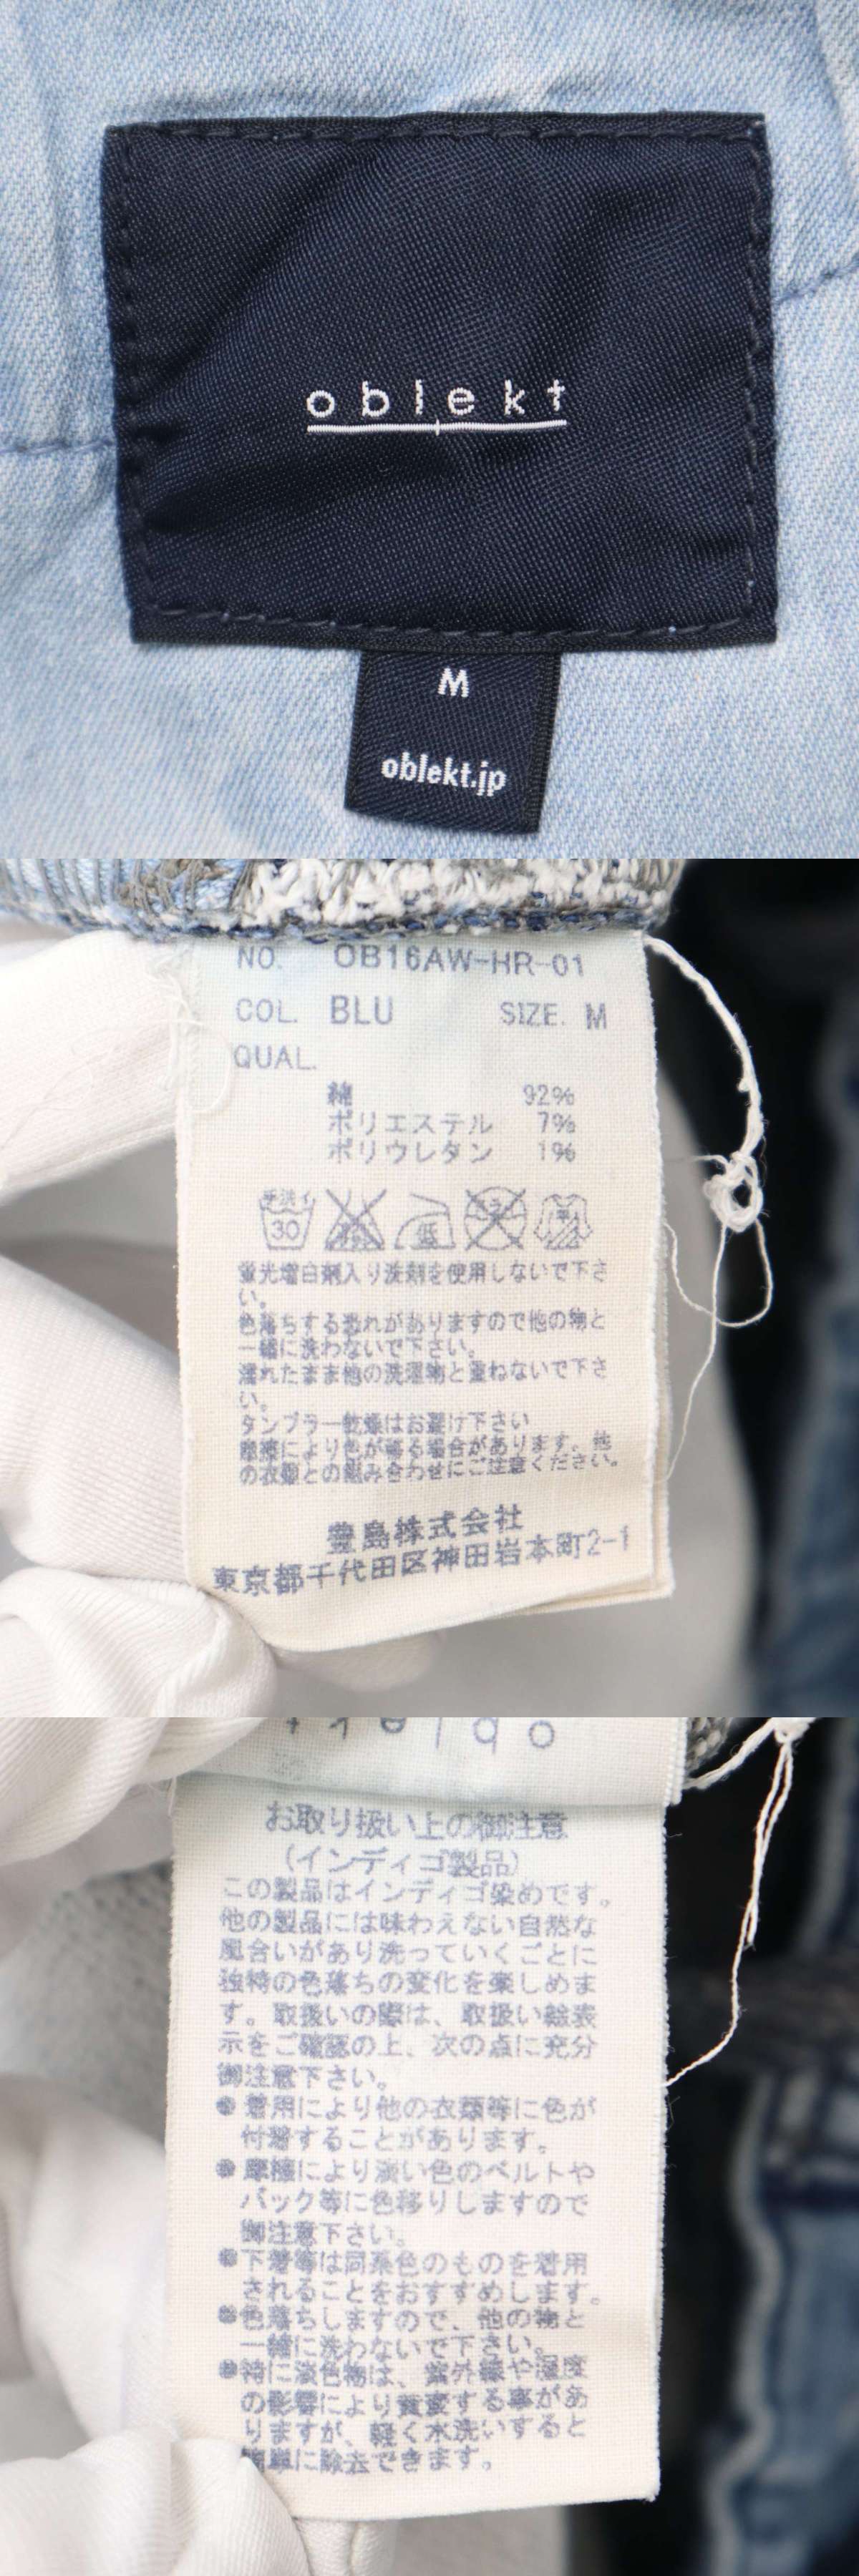 oblekt
M
oblekt.jp
NO. OB16AW-HR-01
COL. BLU SIZE. M
QUAL.
綿 92%
ポリエステル 7%
ポリウレタン 1%
手洗イ
30
低
蛍光増白剤入り洗剤を使用しないで下さ
い。
色落ちする恐れがありますので他の物と
一緒に洗わないで下さい。
濡れたまま他の洗濯物と重ねないで下さ
い。
タンブラー乾燥はお避け下さい
摩擦により色が移る場合があります。他
の衣類との組み合わせにご注意ください。
豊島株式会社
東京都千代田区神田岩本町2-1
oblekt
お取り扱い上の御注意
(インディゴ製品)
この製品はインディゴ染めです。
他の製品には味わえない自然な
風合いがあり洗っていくごとに
独特の色落ちの変化を楽しめま
す。取扱いの際は、取扱い絵表
示をご確認の上、次の点に充分
御注意下さい。
●着用により他の衣類等に色が
付着することがあります。
●摩擦により淡い色のベルトや
バック等に色移りしますので
御注意下さい。
●下着等は同系色のものを着用
されることをおすすめします。
●色落ちしますので、他の物と
一緒に洗わないで下さい。
●特に淡色物は、紫外線や湿度
の影響により黄変する事があ
りますが、軽く水洗いすると
簡単に除去できます。